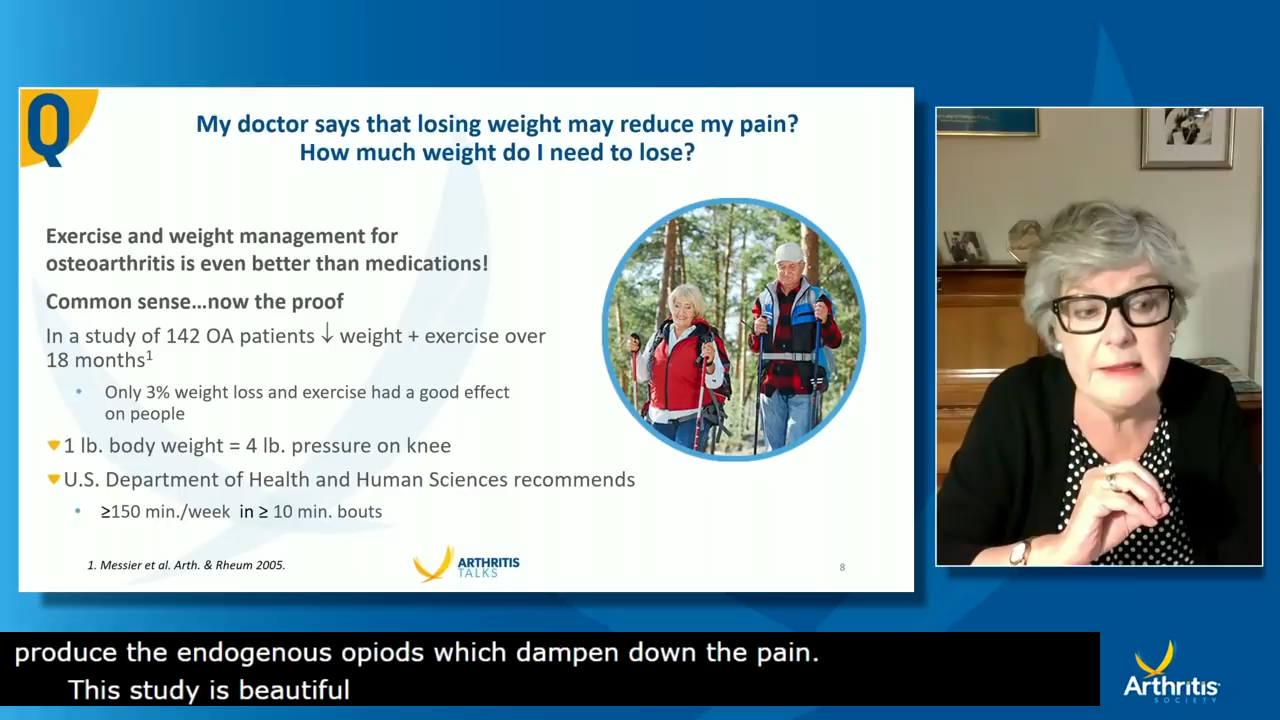 Q
My doctor says that losing weight may reduce my pain?
How much weight do I need to lose?
Exercise and weight management for
osteoarthritis is even better than medications!
Common sense…now the proof
In a study of 142 OA patients ↓ weight + exercise over
18 months¹
• Only 3% weight loss and exercise had a good effect
on people
1 lb. body weight = 4 lb. pressure on knee
U.S. Department of Health and Human Sciences recommends
• ≥150 min./week in ≥ 10 min. bouts
1. Messier et al. Arth. & Rheum 2005.
ARTHRITIS
TALKS
8
produce the endogenous opiods which dampen down the pain.
This study is beautiful
Arthritis
SOCIETY